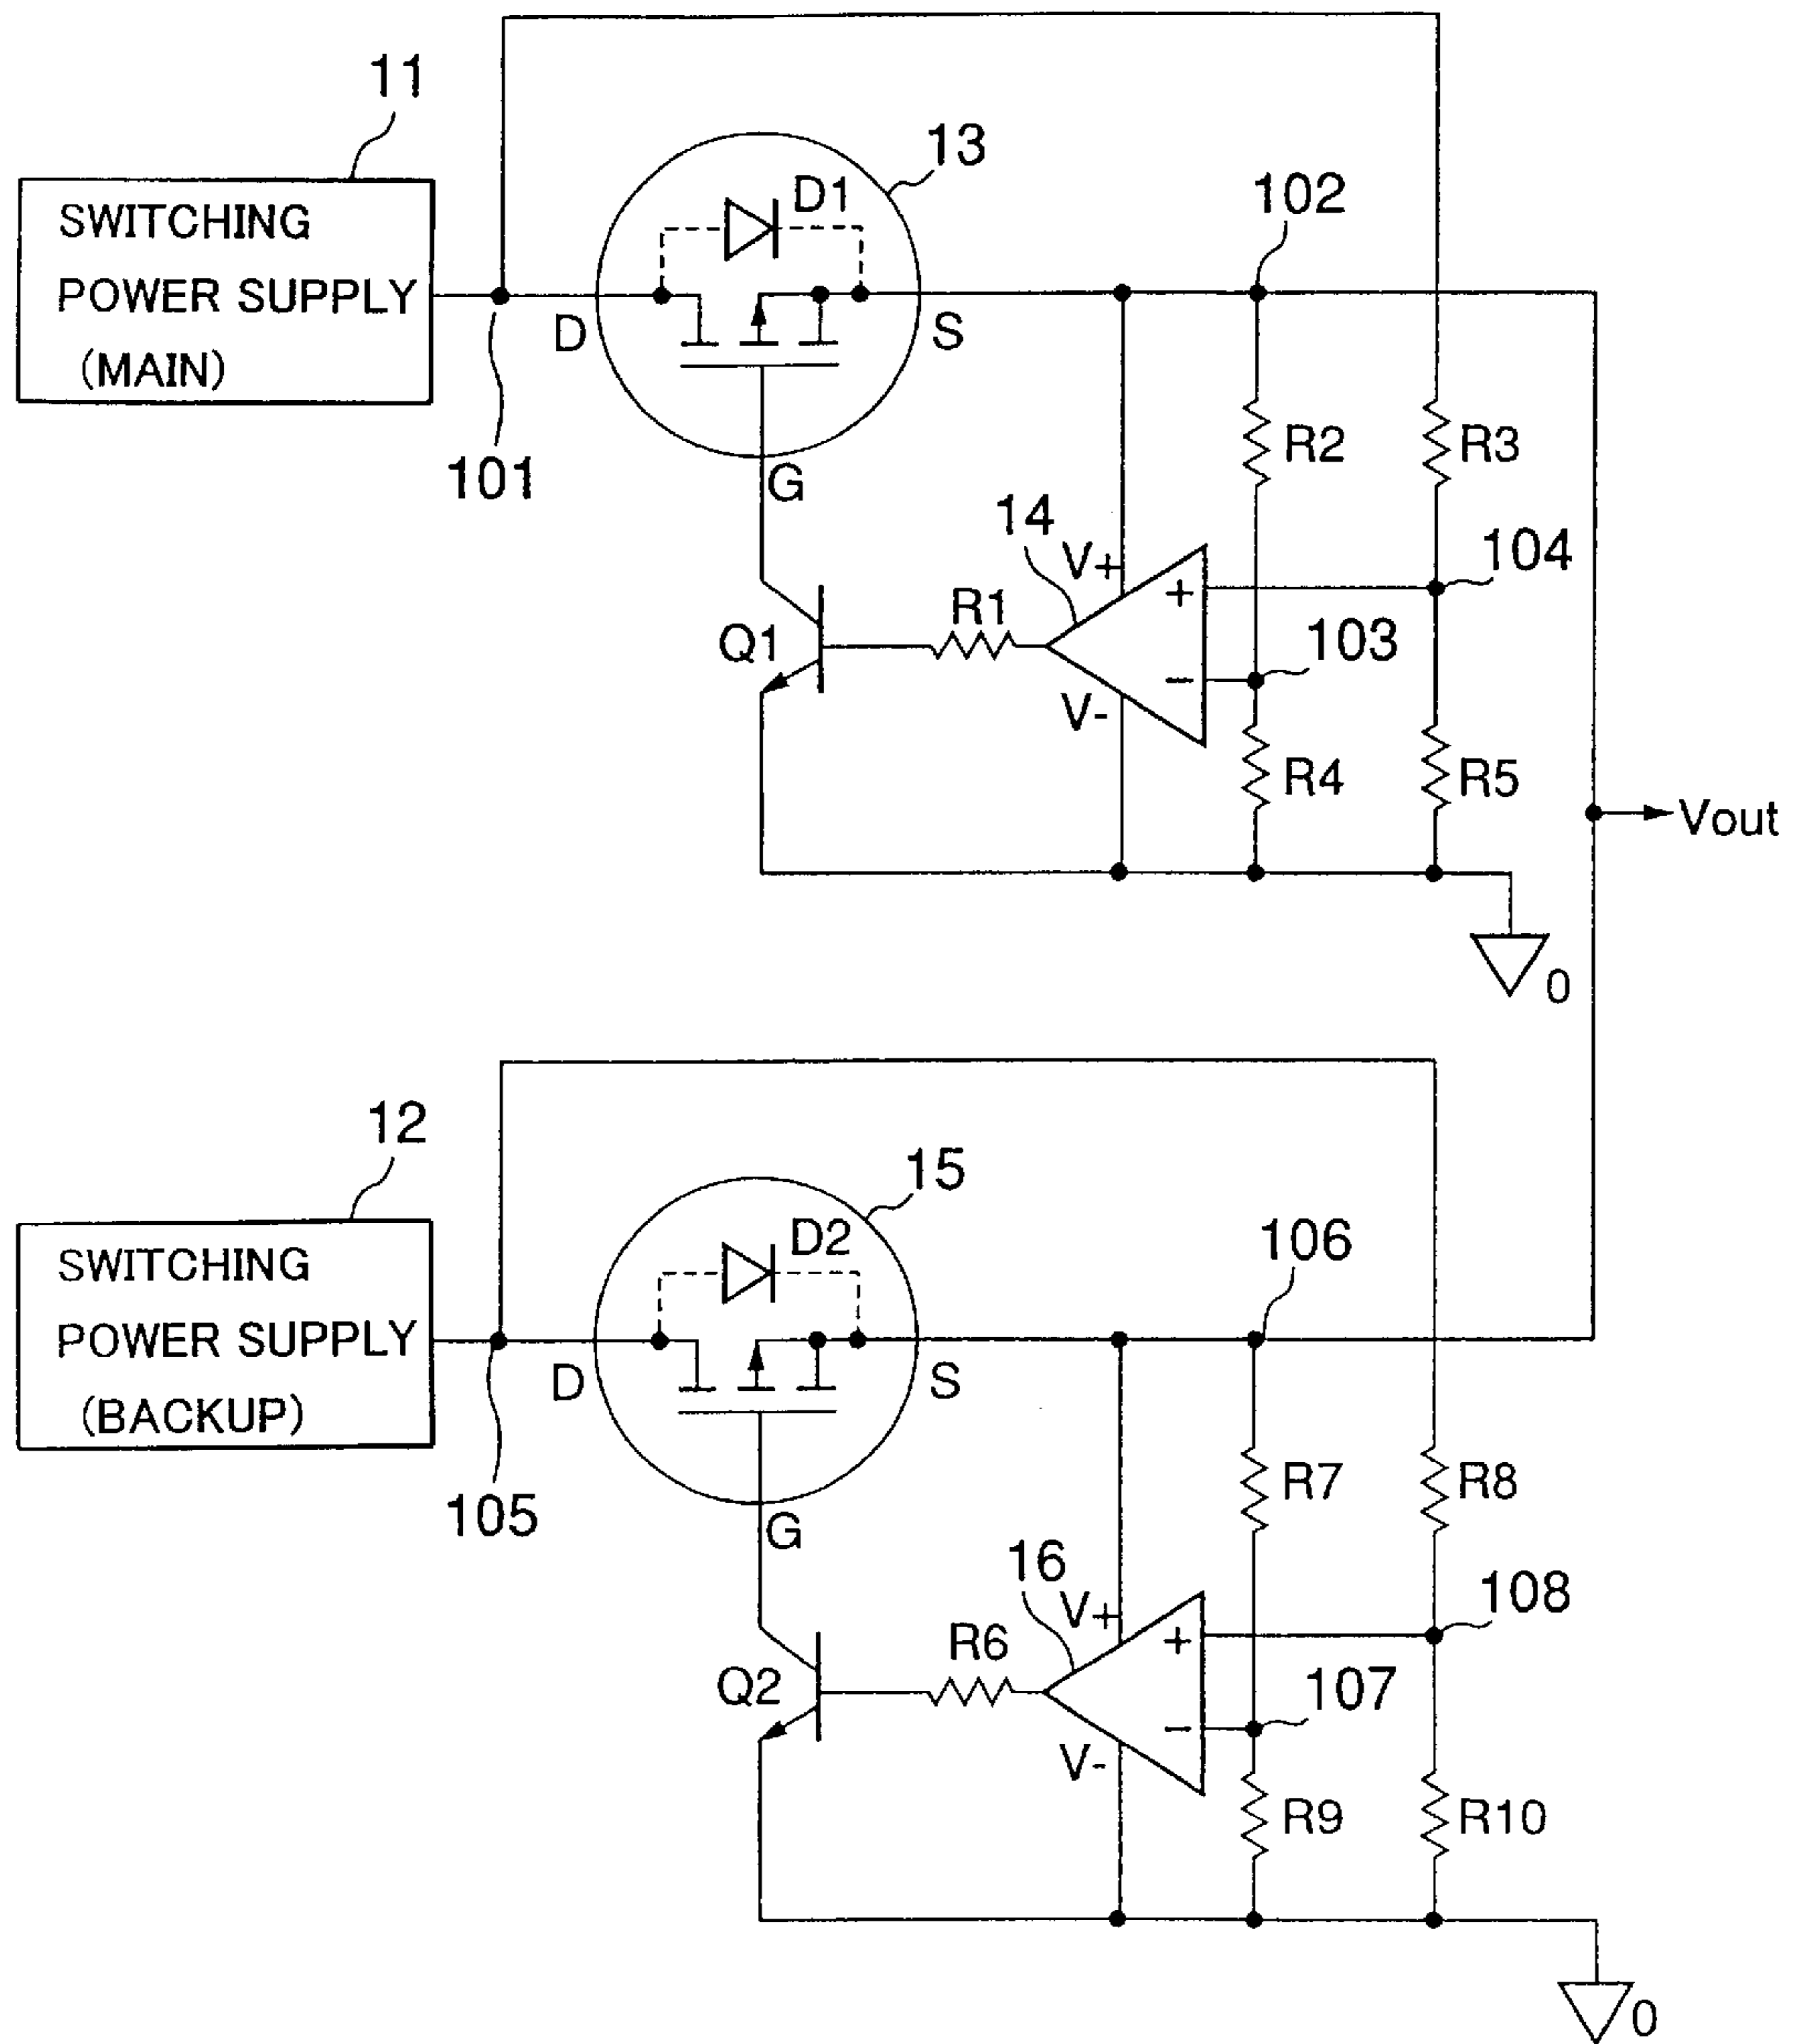 11
SWITCHING
POWER SUPPLY
(MAIN)
101
13
D1
D
S
G
102
R2
R3
14
V+
+
104
R1
Q1
103
−
V-
R4
R5
Vout
0
12
SWITCHING
POWER SUPPLY
(BACKUP)
105
15
D2
D
S
G
106
R7
R8
16
V+
+
108
R6
Q2
107
−
V-
R9
R10
0